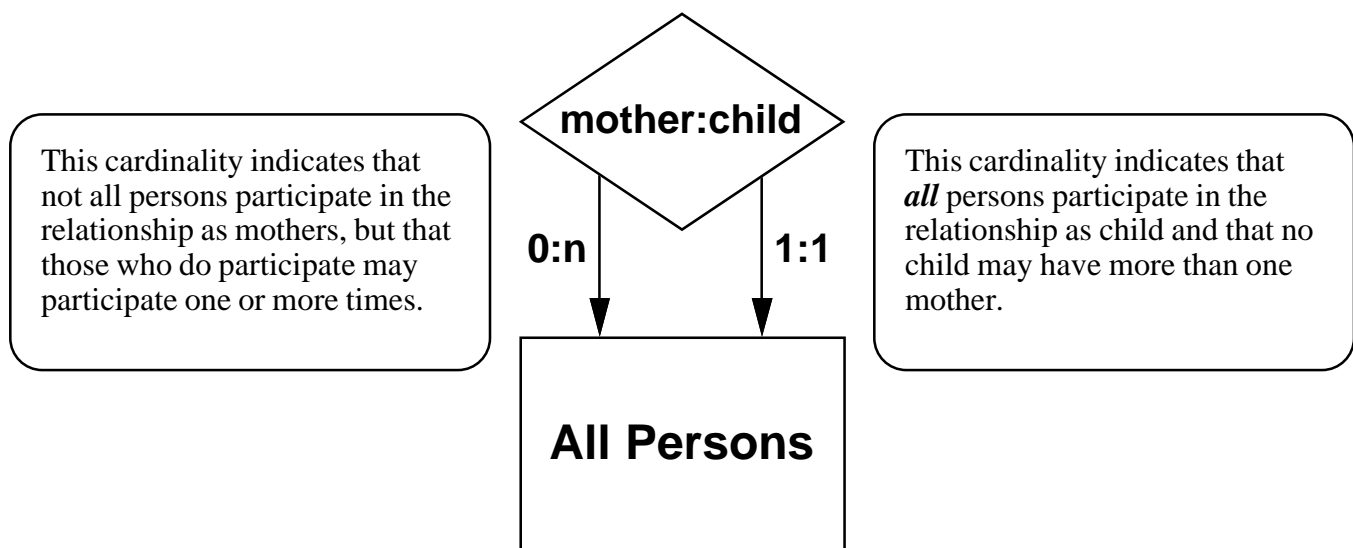 mother:child
This cardinality indicates that
not all persons participate in the
relationship as mothers, but that
those who do participate may
participate one or more times.
This cardinality indicates that
all persons participate in the
relationship as child and that no
child may have more than one
mother.
0:n
1:1
All Persons